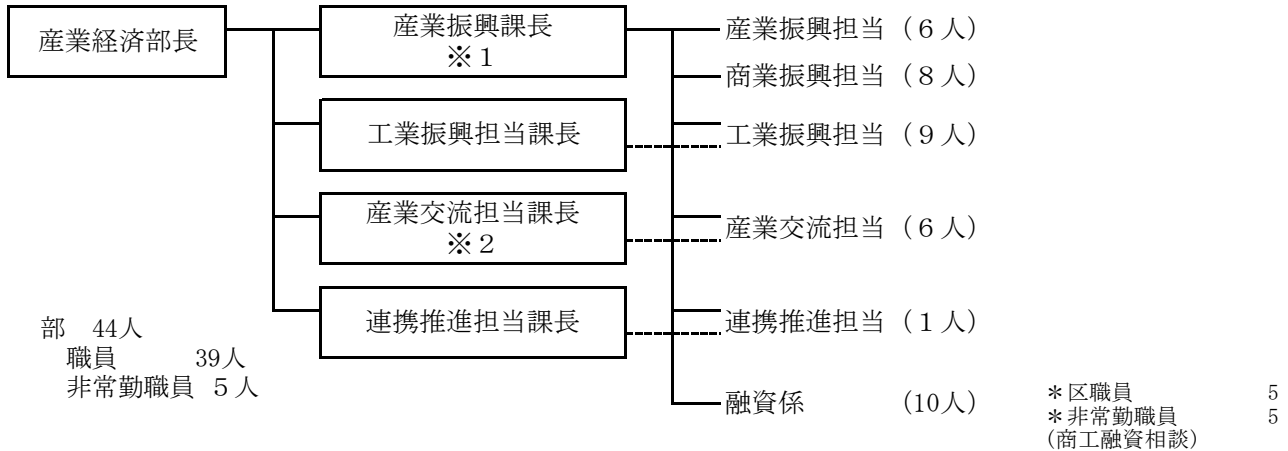 産業経済部長
産業振興課長
※1
産業振興担当（6人）
商業振興担当（8人）
工業振興担当課長
工業振興担当（9人）
産業交流担当課長
※2
産業交流担当（6人）
連携推進担当課長
連携推進担当（1人）
部　44人
職員　39人
非常勤職員　5人
融資係　(10人)
＊区職員　5
＊非常勤職員　5
(商工融資相談)